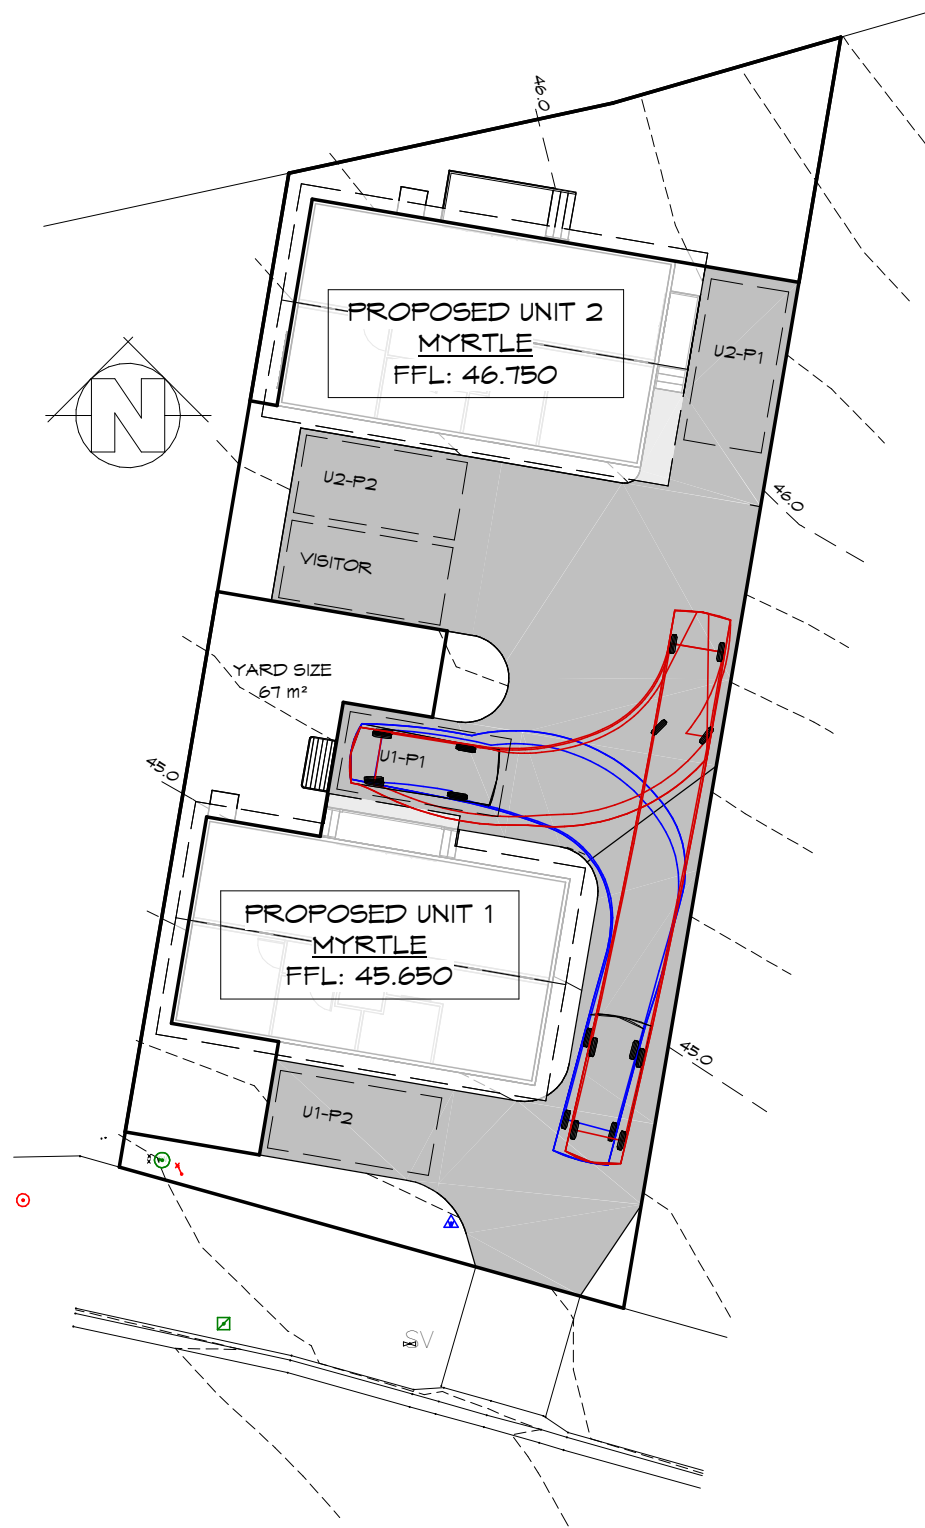 46.0
PROPOSED UNIT 2
MYRTLE
FFL: 46.750
U2-P1
N
U2-P2
46.0
VISITOR
YARD SIZE
67 m²
U1-P1
45.0
PROPOSED UNIT 1
MYRTLE
FFL: 45.650
45.0
U1-P2
SV